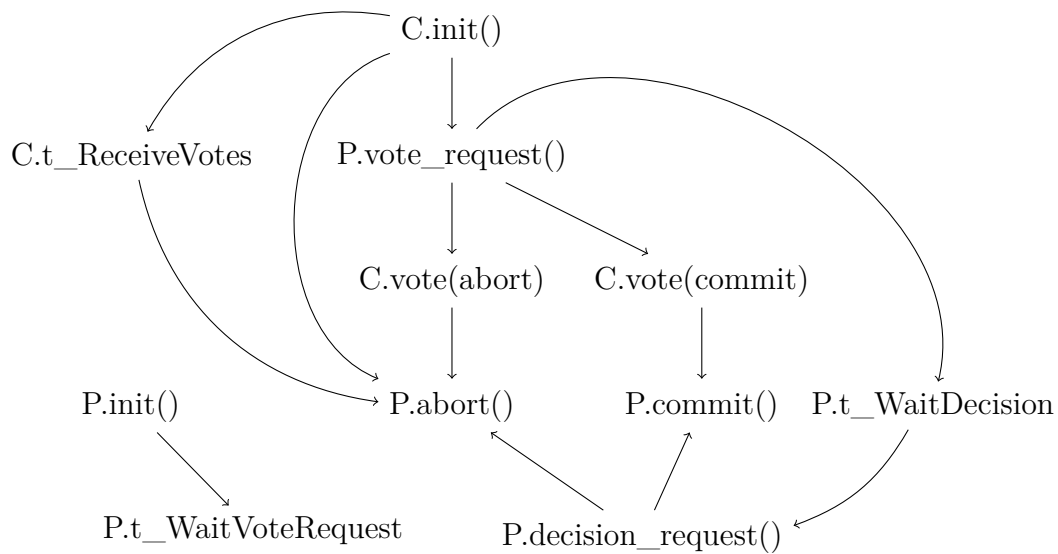 C.init()
C.t_ReceiveVotes
P.vote_request()
C.vote(abort)
C.vote(commit)
P.init()
P.abort()
P.commit()
P.t_WaitDecision
P.t_WaitVoteRequest
P.decision_request()